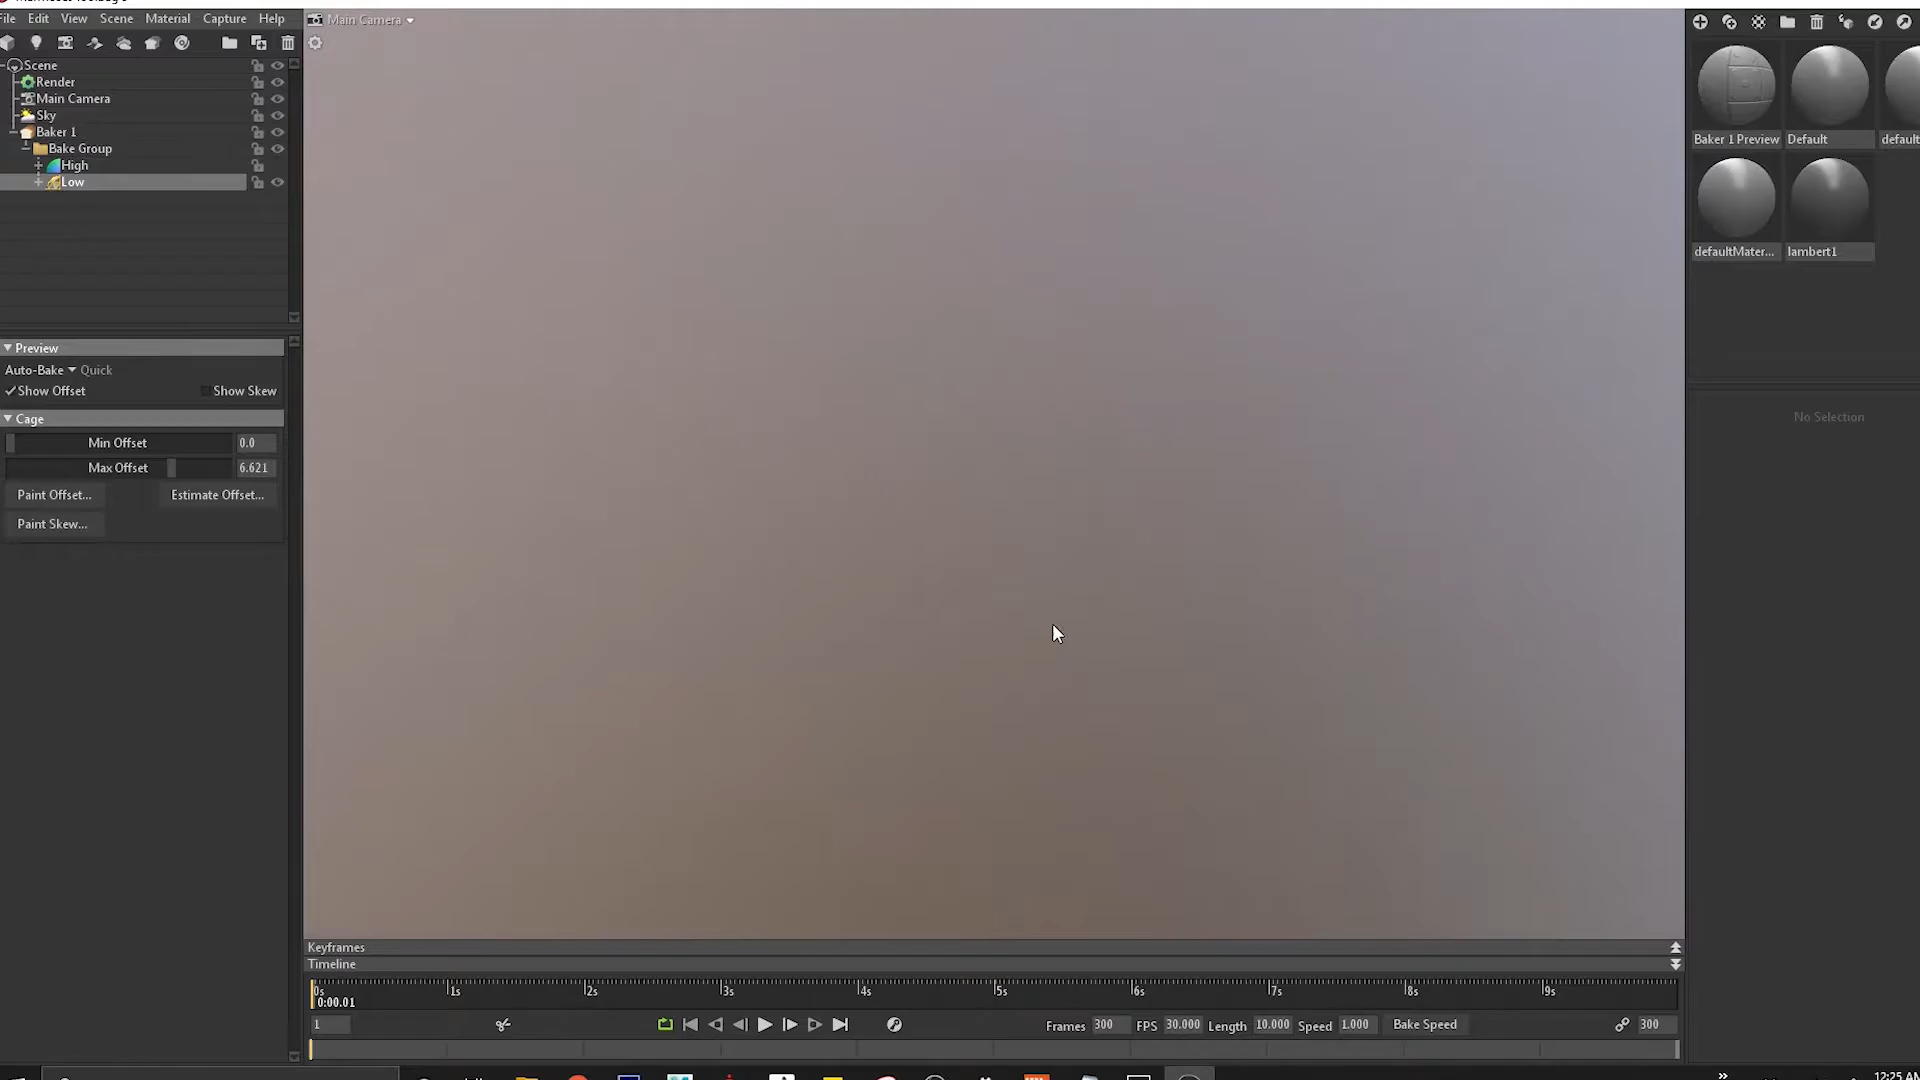 File Edit View Scene Material Capture Help
Main Camera
Scene
Render
Main Camera
Sky
Baker 1
Bake Group
High
Low
Preview
Auto-Bake Quick
Show Offset Show Skew
Cage
Min Offset 0.0
Max Offset 6.621
Paint Offset... Estimate Offset...
Paint Skew...
Baker 1 Preview Default defaul
defaultMater... lambert1
No Selection
Keyframes
Timeline
0s 1s 2s 3s 4s 5s 6s 7s 8s 9s
0:00.01
1 Frames 300 FPS 30.000 Length 10.000 Speed 1.000 Bake Speed 300
12:25 AM